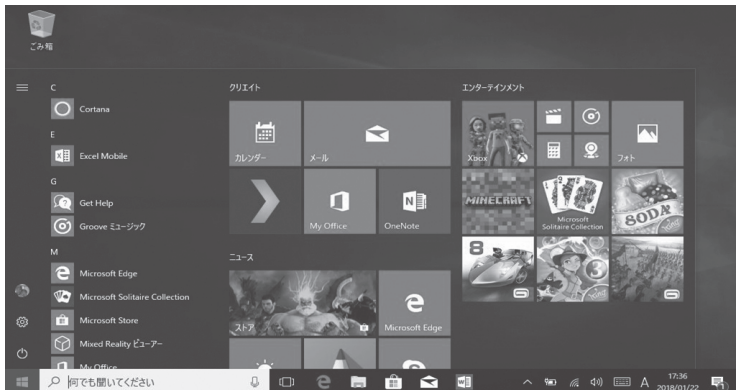 ごみ箱
C
Cortana
E
Excel Mobile
G
Get Help
Groove ミュージック
M
Microsoft Edge
Microsoft Solitaire Collection
Microsoft Store
Mixed Reality ビューアー
My Office
クリエイト
カレンダー
メール
My Office
OneNote
ニュース
ストア
Microsoft Edge
エンターテインメント
Xbox
フォト
MINECRAFT
Microsoft
Solitaire Collection
SODA
8
3
何でも聞いてください
A
17:36
2018/01/22